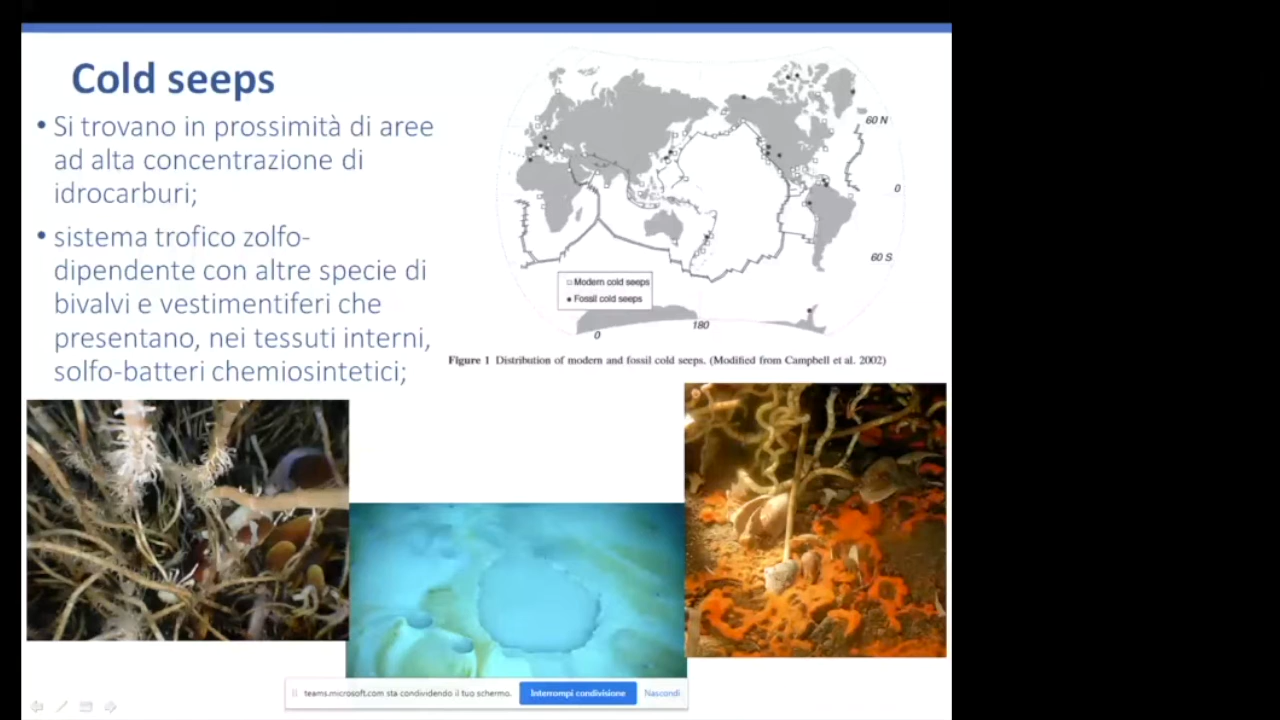 Cold seeps
• Si trovano in prossimità di aree
ad alta concentrazione di
idrocarburi;
• sistema trofico zolfo-
dipendente con altre specie di
bivalvi e vestimentiferi che
presentano, nei tessuti interni,
solfo-batteri chemiosintetici;
60 N
0
60 S
Modern cold seeps
Fossil cold seeps
180
0
Figure 1 Distribution of modern and fossil cold seeps. (Modified from Campbell et al. 2002)
teams.microsoft.com sta condividendo il tuo schermo.
Interrompi condivisione
Nascondi